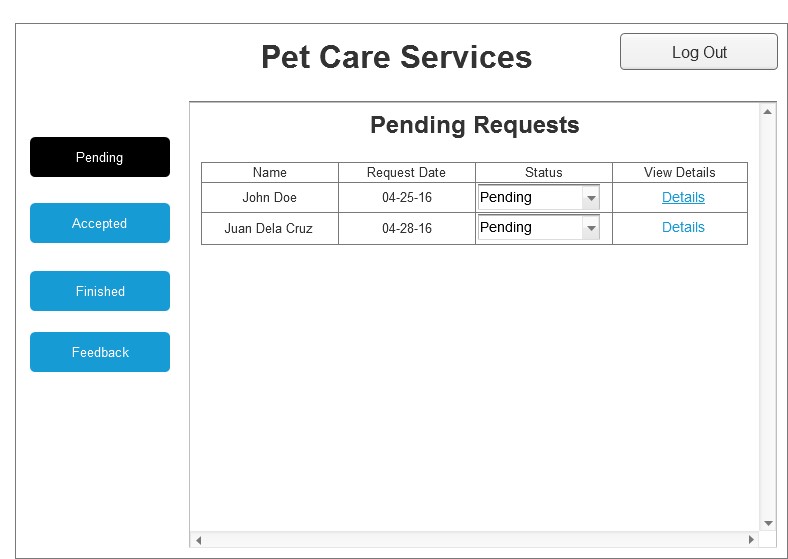 Pet Care Services
Log Out
Pending
Accepted
Finished
Feedback
Pending Requests
Name Request Date Status View Details
John Doe 04-25-16 Pending Details
Juan Dela Cruz 04-28-16 Pending Details